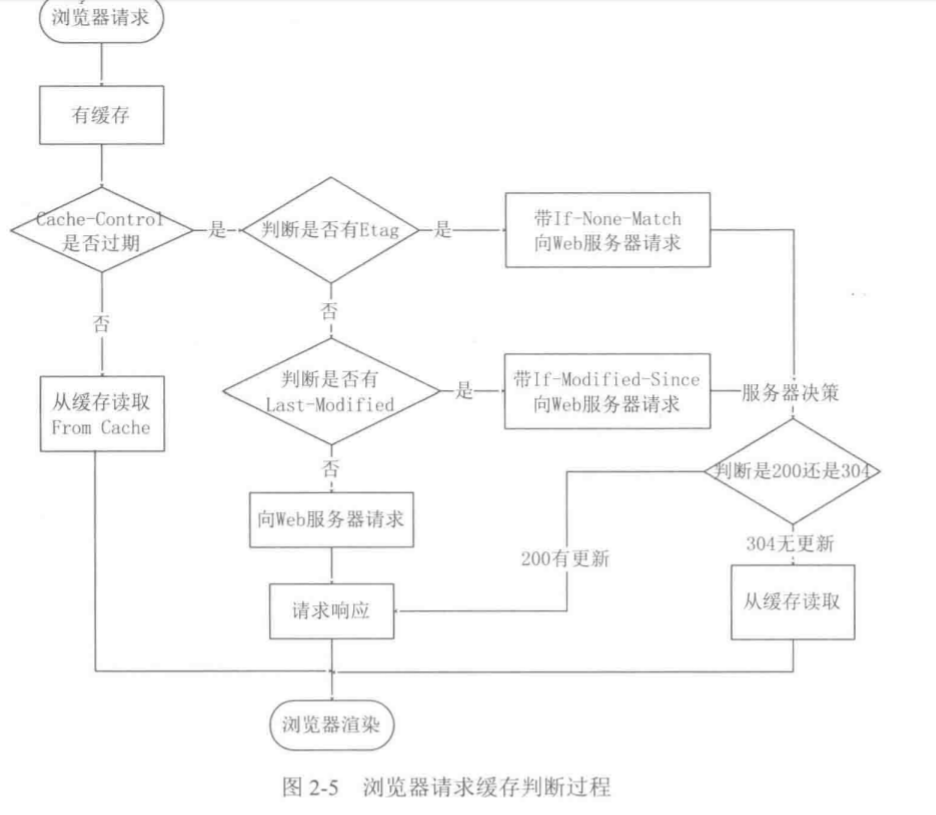 浏览器请求
有缓存
Cache-Control
是否过期
是
判断是否有Etag
是
带If-None-Match
向Web服务器请求
否
否
从缓存读取
From Cache
判断是否有
Last-Modified
是
带If-Modified-Since
向Web服务器请求
服务器决策
判断是200还是304
否
向Web服务器请求
200有更新
304无更新
请求响应
从缓存读取
浏览器渲染
图 2-5 浏览器请求缓存判断过程